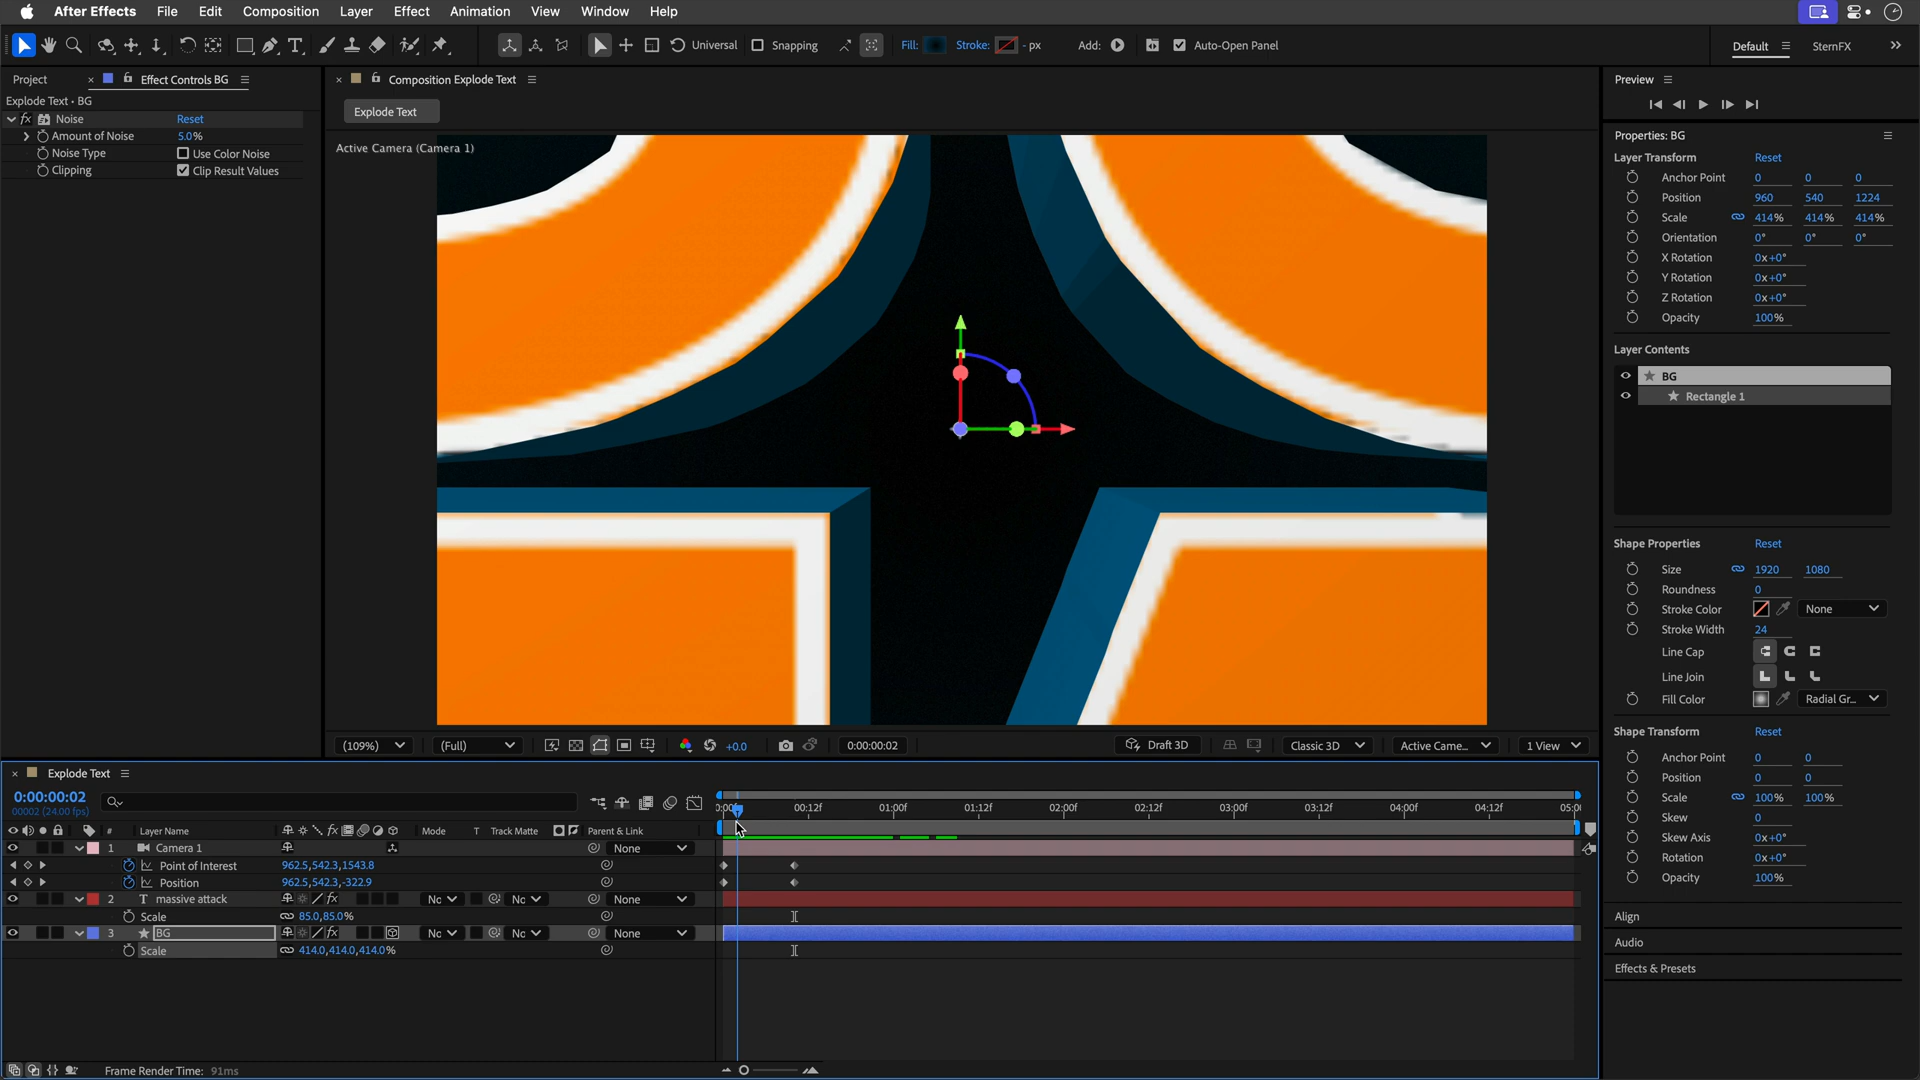 After Effects File Edit Composition Layer Effect Animation View Window Help
Universal Snapping Fill: Stroke: - px Add: Auto-Open Panel Default SternFX
Project Effect Controls BG
Explode Text • BG
fx Noise Reset
Amount of Noise 5.0%
Noise Type Use Color Noise
Clipping Clip Result Values
Composition Explode Text
Explode Text
Active Camera (Camera 1)
(109%) (Full) +0.0 0:00:00:02 Draft 3D Classic 3D Active Came... 1 View
Preview
Properties: BG
Layer Transform Reset
Anchor Point 0 0 0
Position 960 540 1224
Scale 414% 414% 414%
Orientation 0° 0° 0°
X Rotation 0x+0°
Y Rotation 0x+0°
Z Rotation 0x+0°
Opacity 100%
Layer Contents
BG
Rectangle 1
Shape Properties Reset
Size 1920 1080
Roundness 0
Stroke Color None
Stroke Width 24
Line Cap
Line Join
Fill Color Radial Gr...
Shape Transform Reset
Anchor Point 0 0
Position 0 0
Scale 100% 100%
Skew 0
Skew Axis 0x+0°
Rotation 0x+0°
Opacity 100%
Align
Audio
Effects & Presets
Explode Text
0:00:00:02
00002 (24.00 fps)
00:12f 01:00f 01:12f 02:00f 02:12f 03:00f 03:12f 04:00f 04:12f
# Layer Name fx Mode T Track Matte Parent & Link
1 Camera 1 None
Point of Interest 962.5,542.3,1543.8
Position 962.5,542.3,-322.9
2 T massive attack fx Nc Nc None
Scale 85.0,85.0%
3 BG fx Nc Nc None
Scale 414.0,414.0,414.0%
Frame Render Time: 91ms